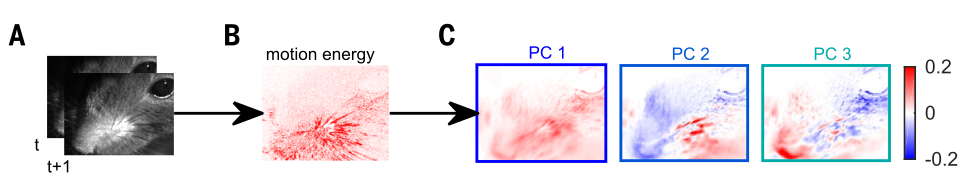 A
B
C
motion energy
PC 1
PC 2
PC 3
0.2
0
-0.2
t
t+1